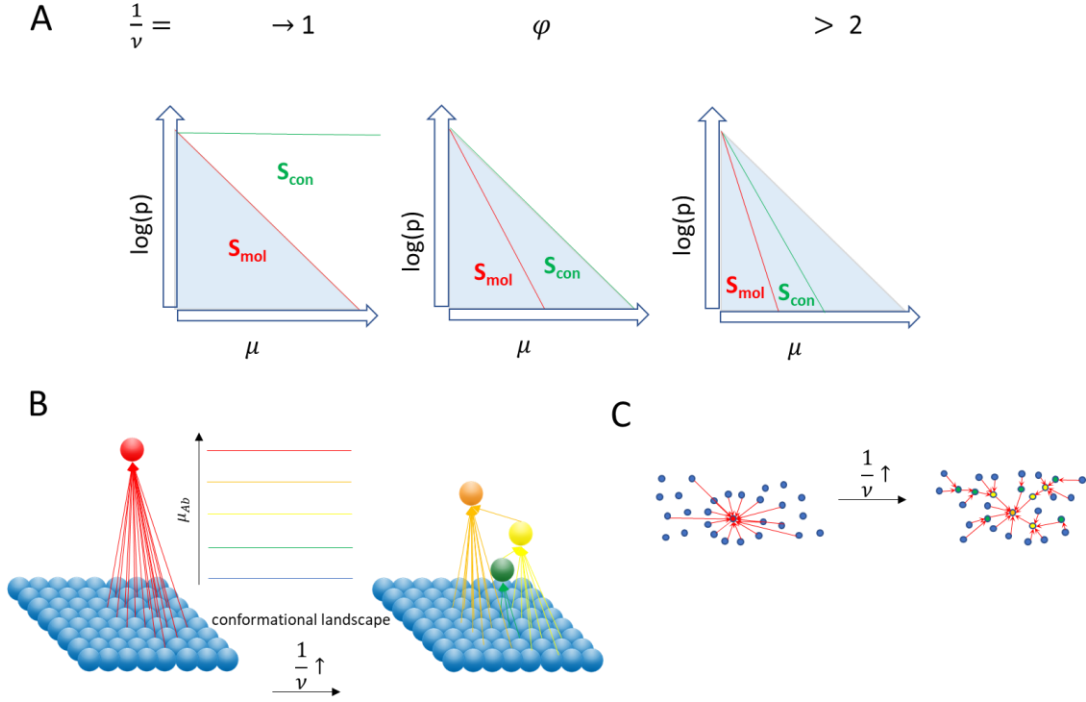 A
1/ν = → 1 φ > 2
log(p)
S_con
S_mol
μ
log(p)
S_mol
S_con
μ
log(p)
S_mol
S_con
μ
B
μ_Ab
conformational landscape
1/ν ↑
C
1/ν ↑